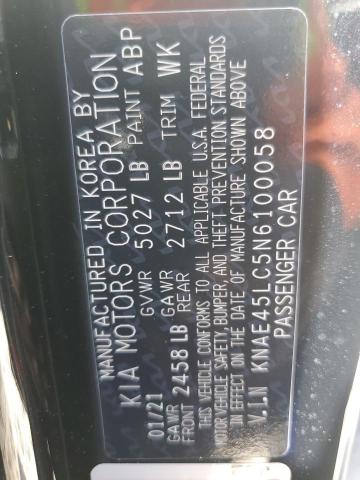 MANUFACTURED IN KOREA BY
KIA MOTORS CORPORATION
01/21 GVWR 5027 LB PAINT ABP
GAWR FRONT 2458 LB GAWR REAR 2712 LB TRIM WK
THIS VEHICLE CONFORMS TO ALL APPLICABLE U.S.A. FEDERAL
MOTOR VEHICLE SAFETY, BUMPER, AND THEFT PREVENTION STANDARDS
IN EFFECT ON THE DATE OF MANUFACTURE SHOWN ABOVE
V.I.N KNAE45LC5N6100058
PASSENGER CAR